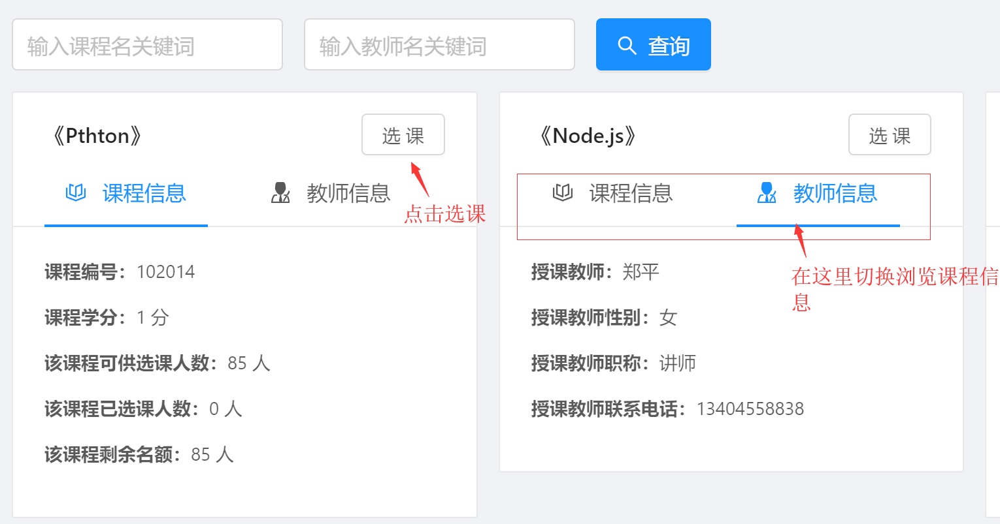 输入课程名关键词
输入教师名关键词
查询
《Pthton》
选 课
课程信息
教师信息
点击选课
课程编号：102014
课程学分：1 分
该课程可供选课人数：85 人
该课程已选课人数：0 人
该课程剩余名额：85 人
《Node.js》
选 课
课程信息
教师信息
在这里切换浏览课程信
息
授课教师：郑平
授课教师性别：女
授课教师职称：讲师
授课教师联系电话：13404558838